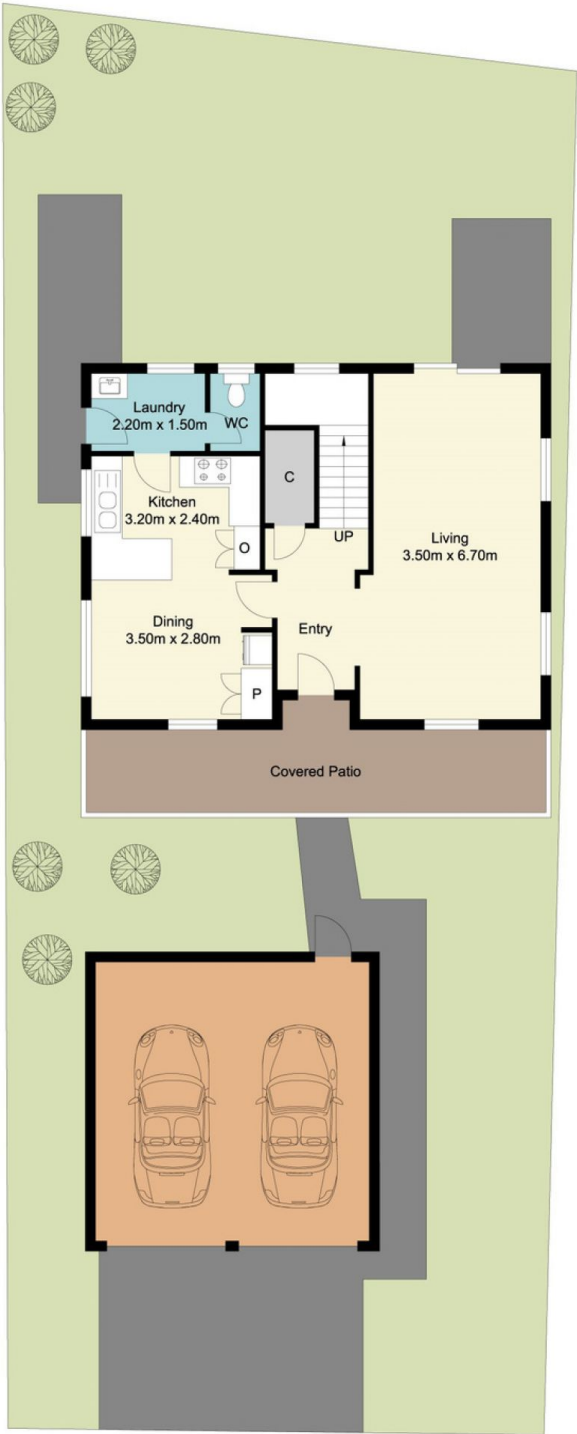 Laundry
2.20m x 1.50m
WC
Kitchen
3.20m x 2.40m
C
O
UP
Living
3.50m x 6.70m
Dining
3.50m x 2.80m
Entry
P
Covered Patio